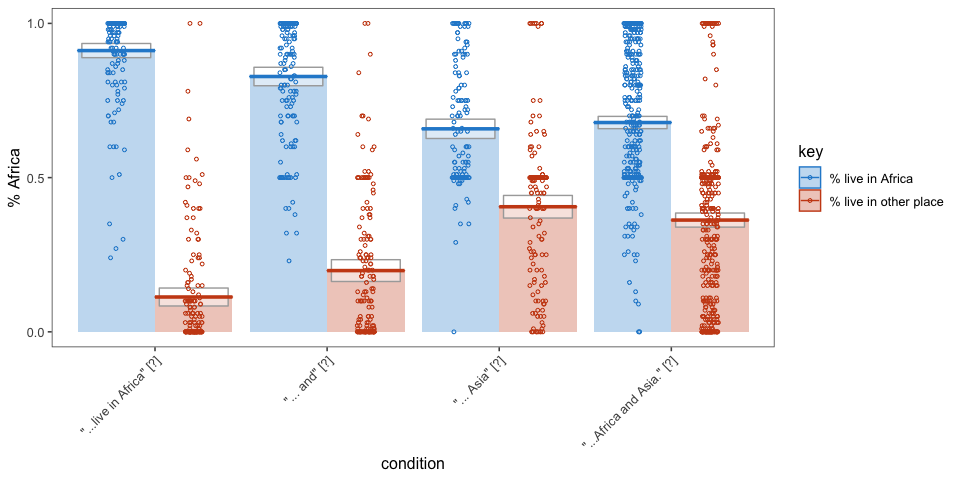 1.0
0.5
0.0
% Africa
"...live in Africa" [?]
"... and" [?]
"... Asia" [?]
"...Africa and Asia." [?]
condition
key
% live in Africa
% live in other place